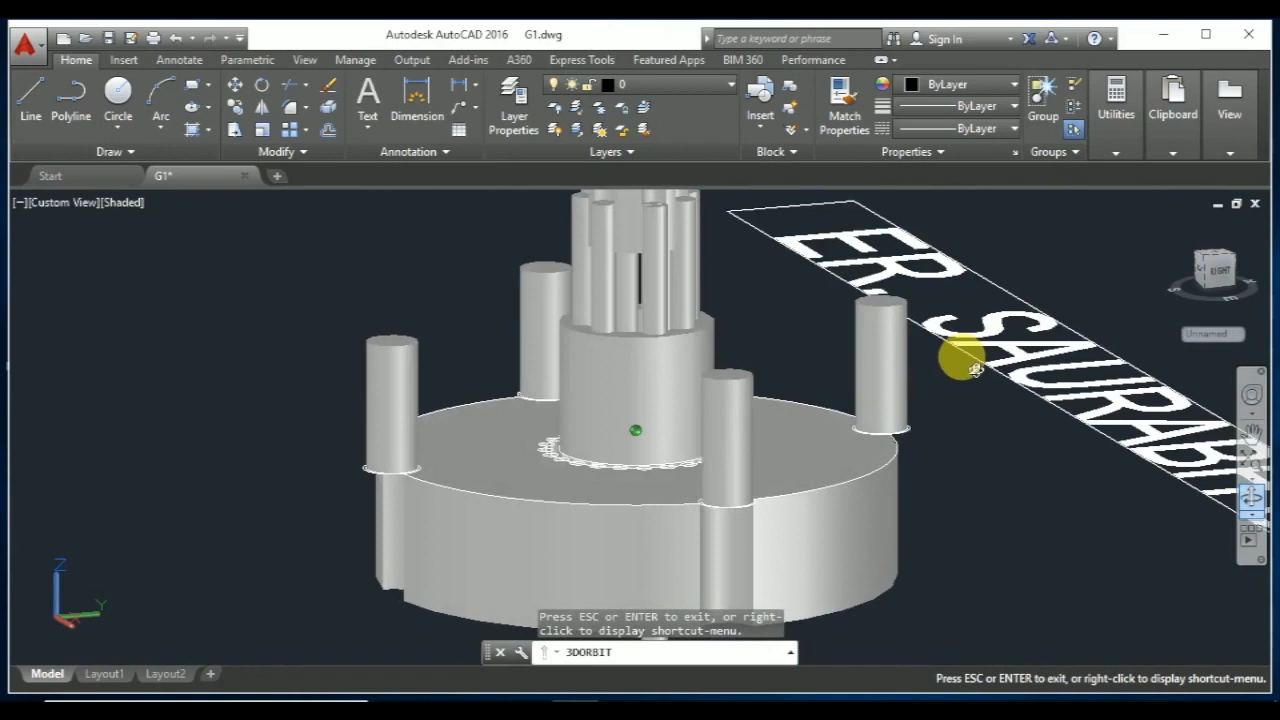 Autodesk AutoCAD 2016 G1.dwg
Type a keyword or phrase
Sign In
Home Insert Annotate Parametric View Manage Output Add-ins A360 Express Tools Featured Apps BIM 360 Performance
Line Polyline Circle Arc
Text Dimension
Layer Properties
0
Insert
Match Properties
ByLayer
ByLayer
ByLayer
Group
Utilities
Clipboard
View
Draw Modify Annotation Layers Block Properties Groups
Start G1*
[−][Custom View][Shaded]
RIGHT
Unnamed
ER. SAURAB
Z
Y
Press ESC or ENTER to exit, or right-
click to display shortcut-menu.
3DORBIT
Model Layout1 Layout2
Press ESC or ENTER to exit, or right-click to display shortcut-menu.